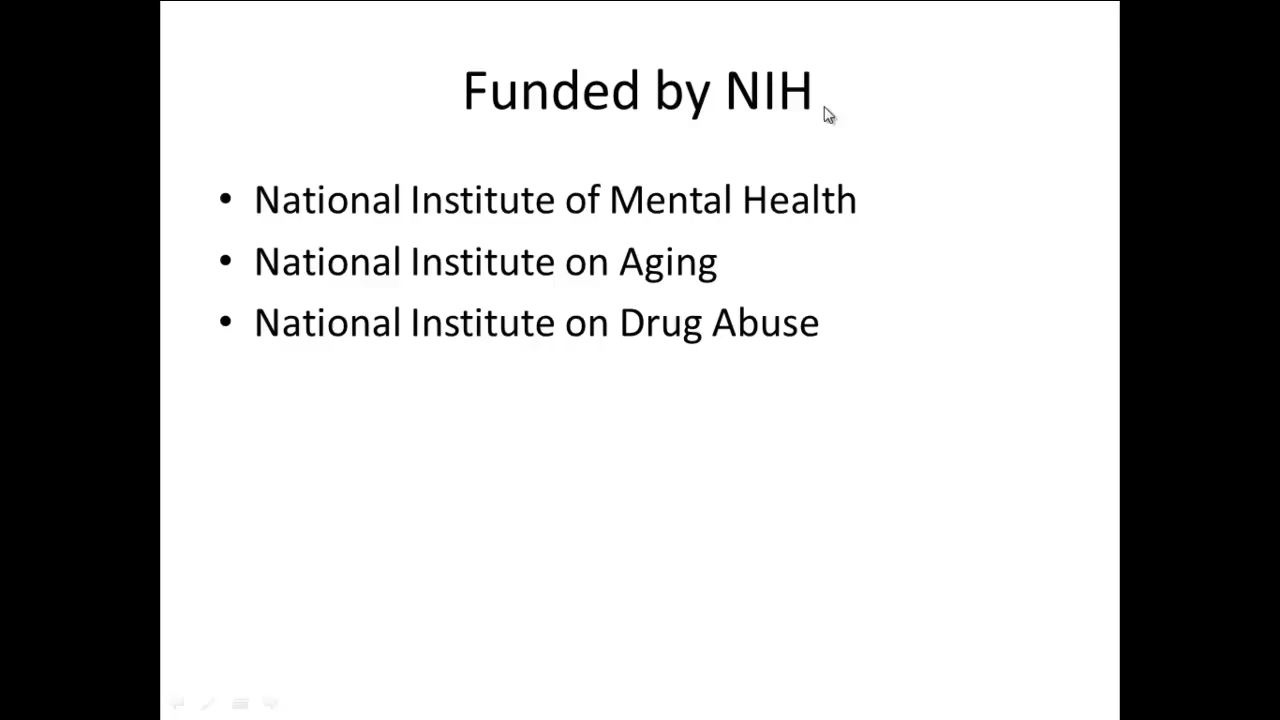 Funded by NIH
• National Institute of Mental Health
• National Institute on Aging
• National Institute on Drug Abuse